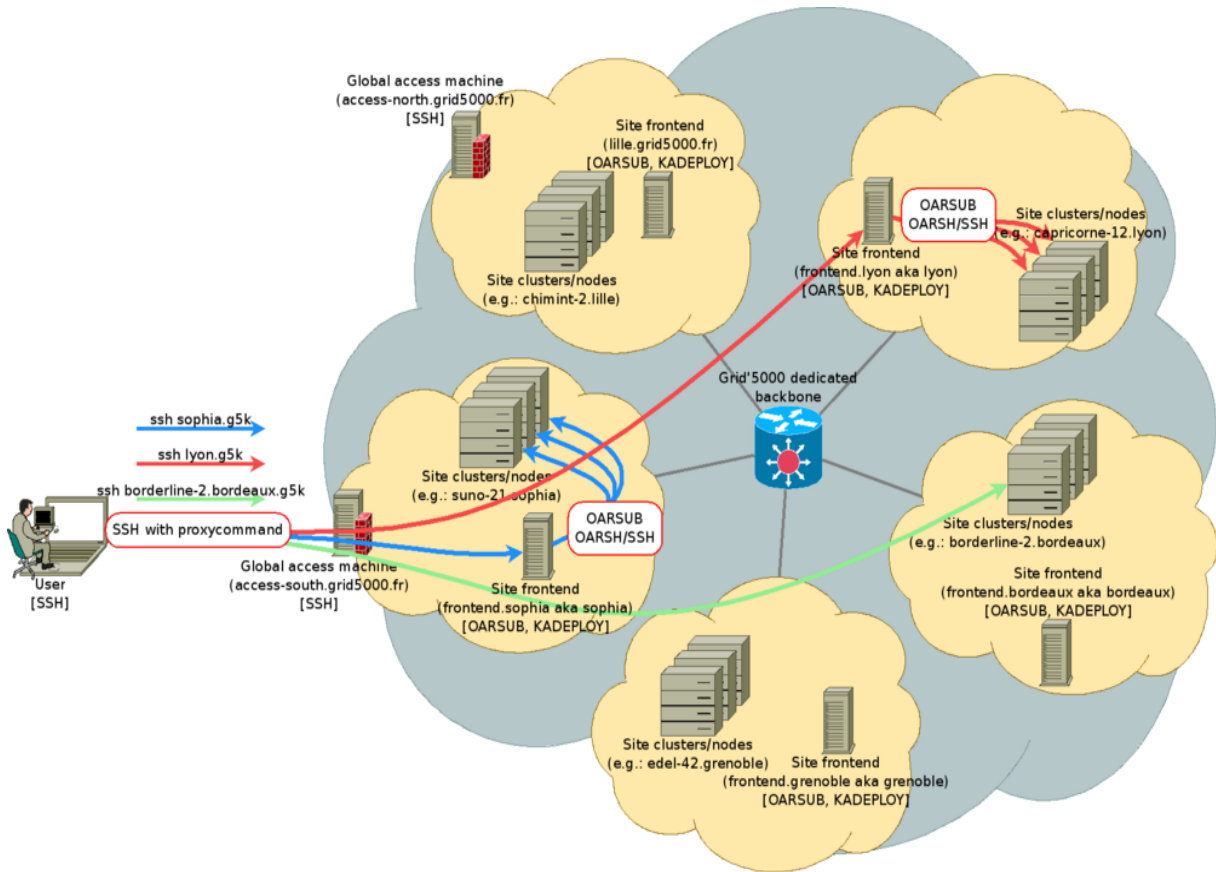 Global access machine
(access-north.grid5000.fr)
[SSH]
Site frontend
(lille.grid5000.fr)
[OARSUB, KADEPLOY]
Site clusters/nodes
(e.g.: chimint-2.lille)
OARSUB
OARSH/SSH
Site clusters/nodes
(e.g.: capricorne-12.lyon)
Site frontend
(frontend.lyon aka lyon)
[OARSUB, KADEPLOY]
Grid'5000 dedicated
backbone
ssh sophia.g5k
ssh lyon.g5k
ssh borderline-2.bordeaux.g5k
SSH with proxycommand
User
[SSH]
Global access machine
(access-south.grid5000.fr)
[SSH]
Site clusters/nodes
(e.g.: suno-21.sophia)
OARSUB
OARSH/SSH
Site frontend
(frontend.sophia aka sophia)
[OARSUB, KADEPLOY]
Site clusters/nodes
(e.g.: borderline-2.bordeaux)
Site frontend
(frontend.bordeaux aka bordeaux)
[OARSUB, KADEPLOY]
Site clusters/nodes
(e.g.: edel-42.grenoble)
Site frontend
(frontend.grenoble aka grenoble)
[OARSUB, KADEPLOY]